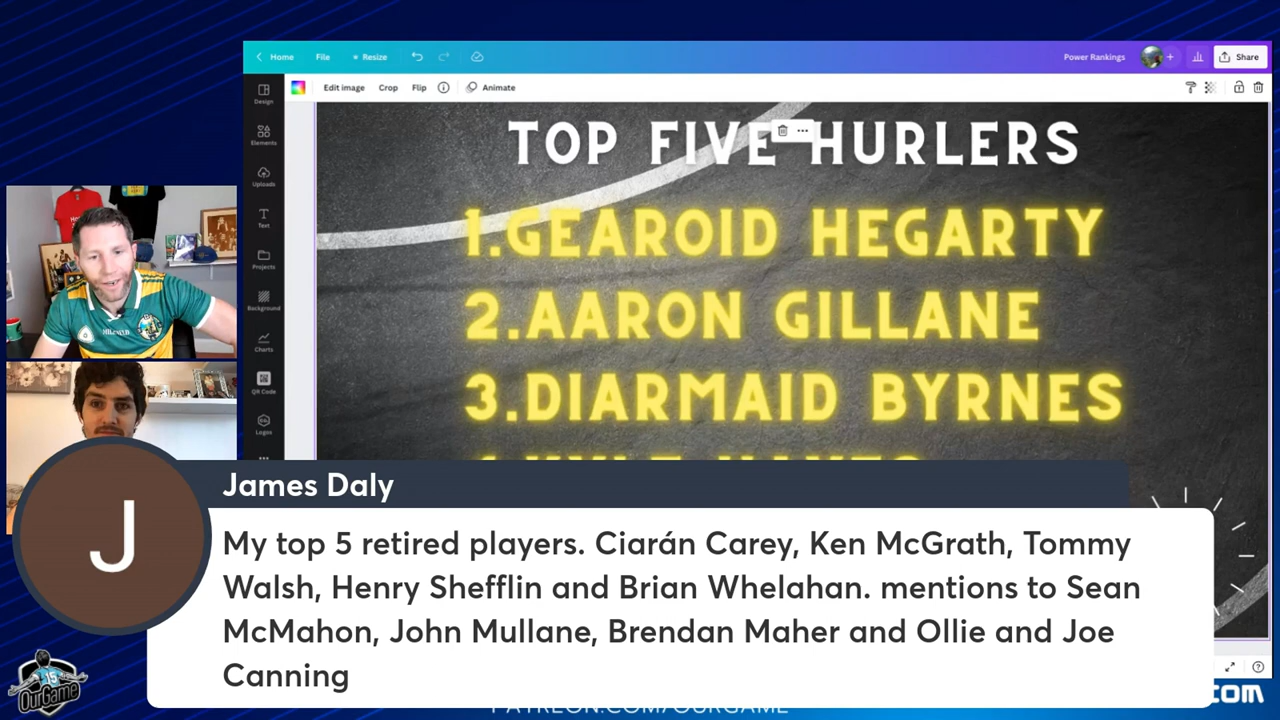 Home File Resize Power Rankings Share
Edit image Crop Flip Animate
Design
Elements
Uploads
Text
Projects
Background
Charts
QR Code
Logos
TOP FIVE HURLERS
1.GEAROID HEGARTY
2.AARON GILLANE
3.DIARMAID BYRNES
James Daly
J
My top 5 retired players. Ciarán Carey, Ken McGrath, Tommy
Walsh, Henry Shefflin and Brian Whelahan. mentions to Sean
McMahon, John Mullane, Brendan Maher and Ollie and Joe
Canning
15
OurGame
PATREON.COM/OURGAME
.com